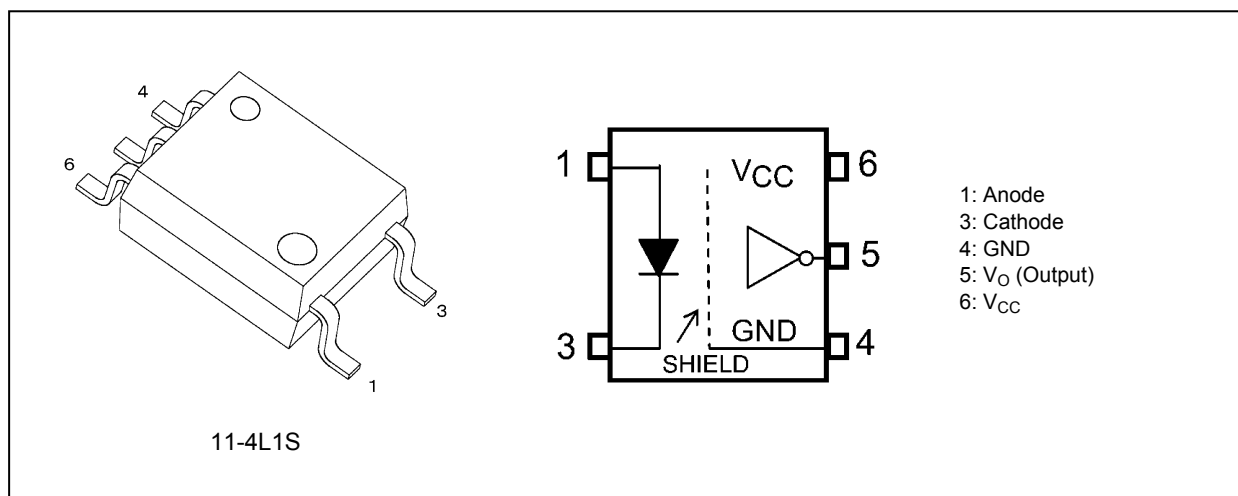 4
6
3
1
11-4L1S
1
3
VCC
GND
SHIELD
6
5
4
1: Anode
3: Cathode
4: GND
5: VO (Output)
6: VCC